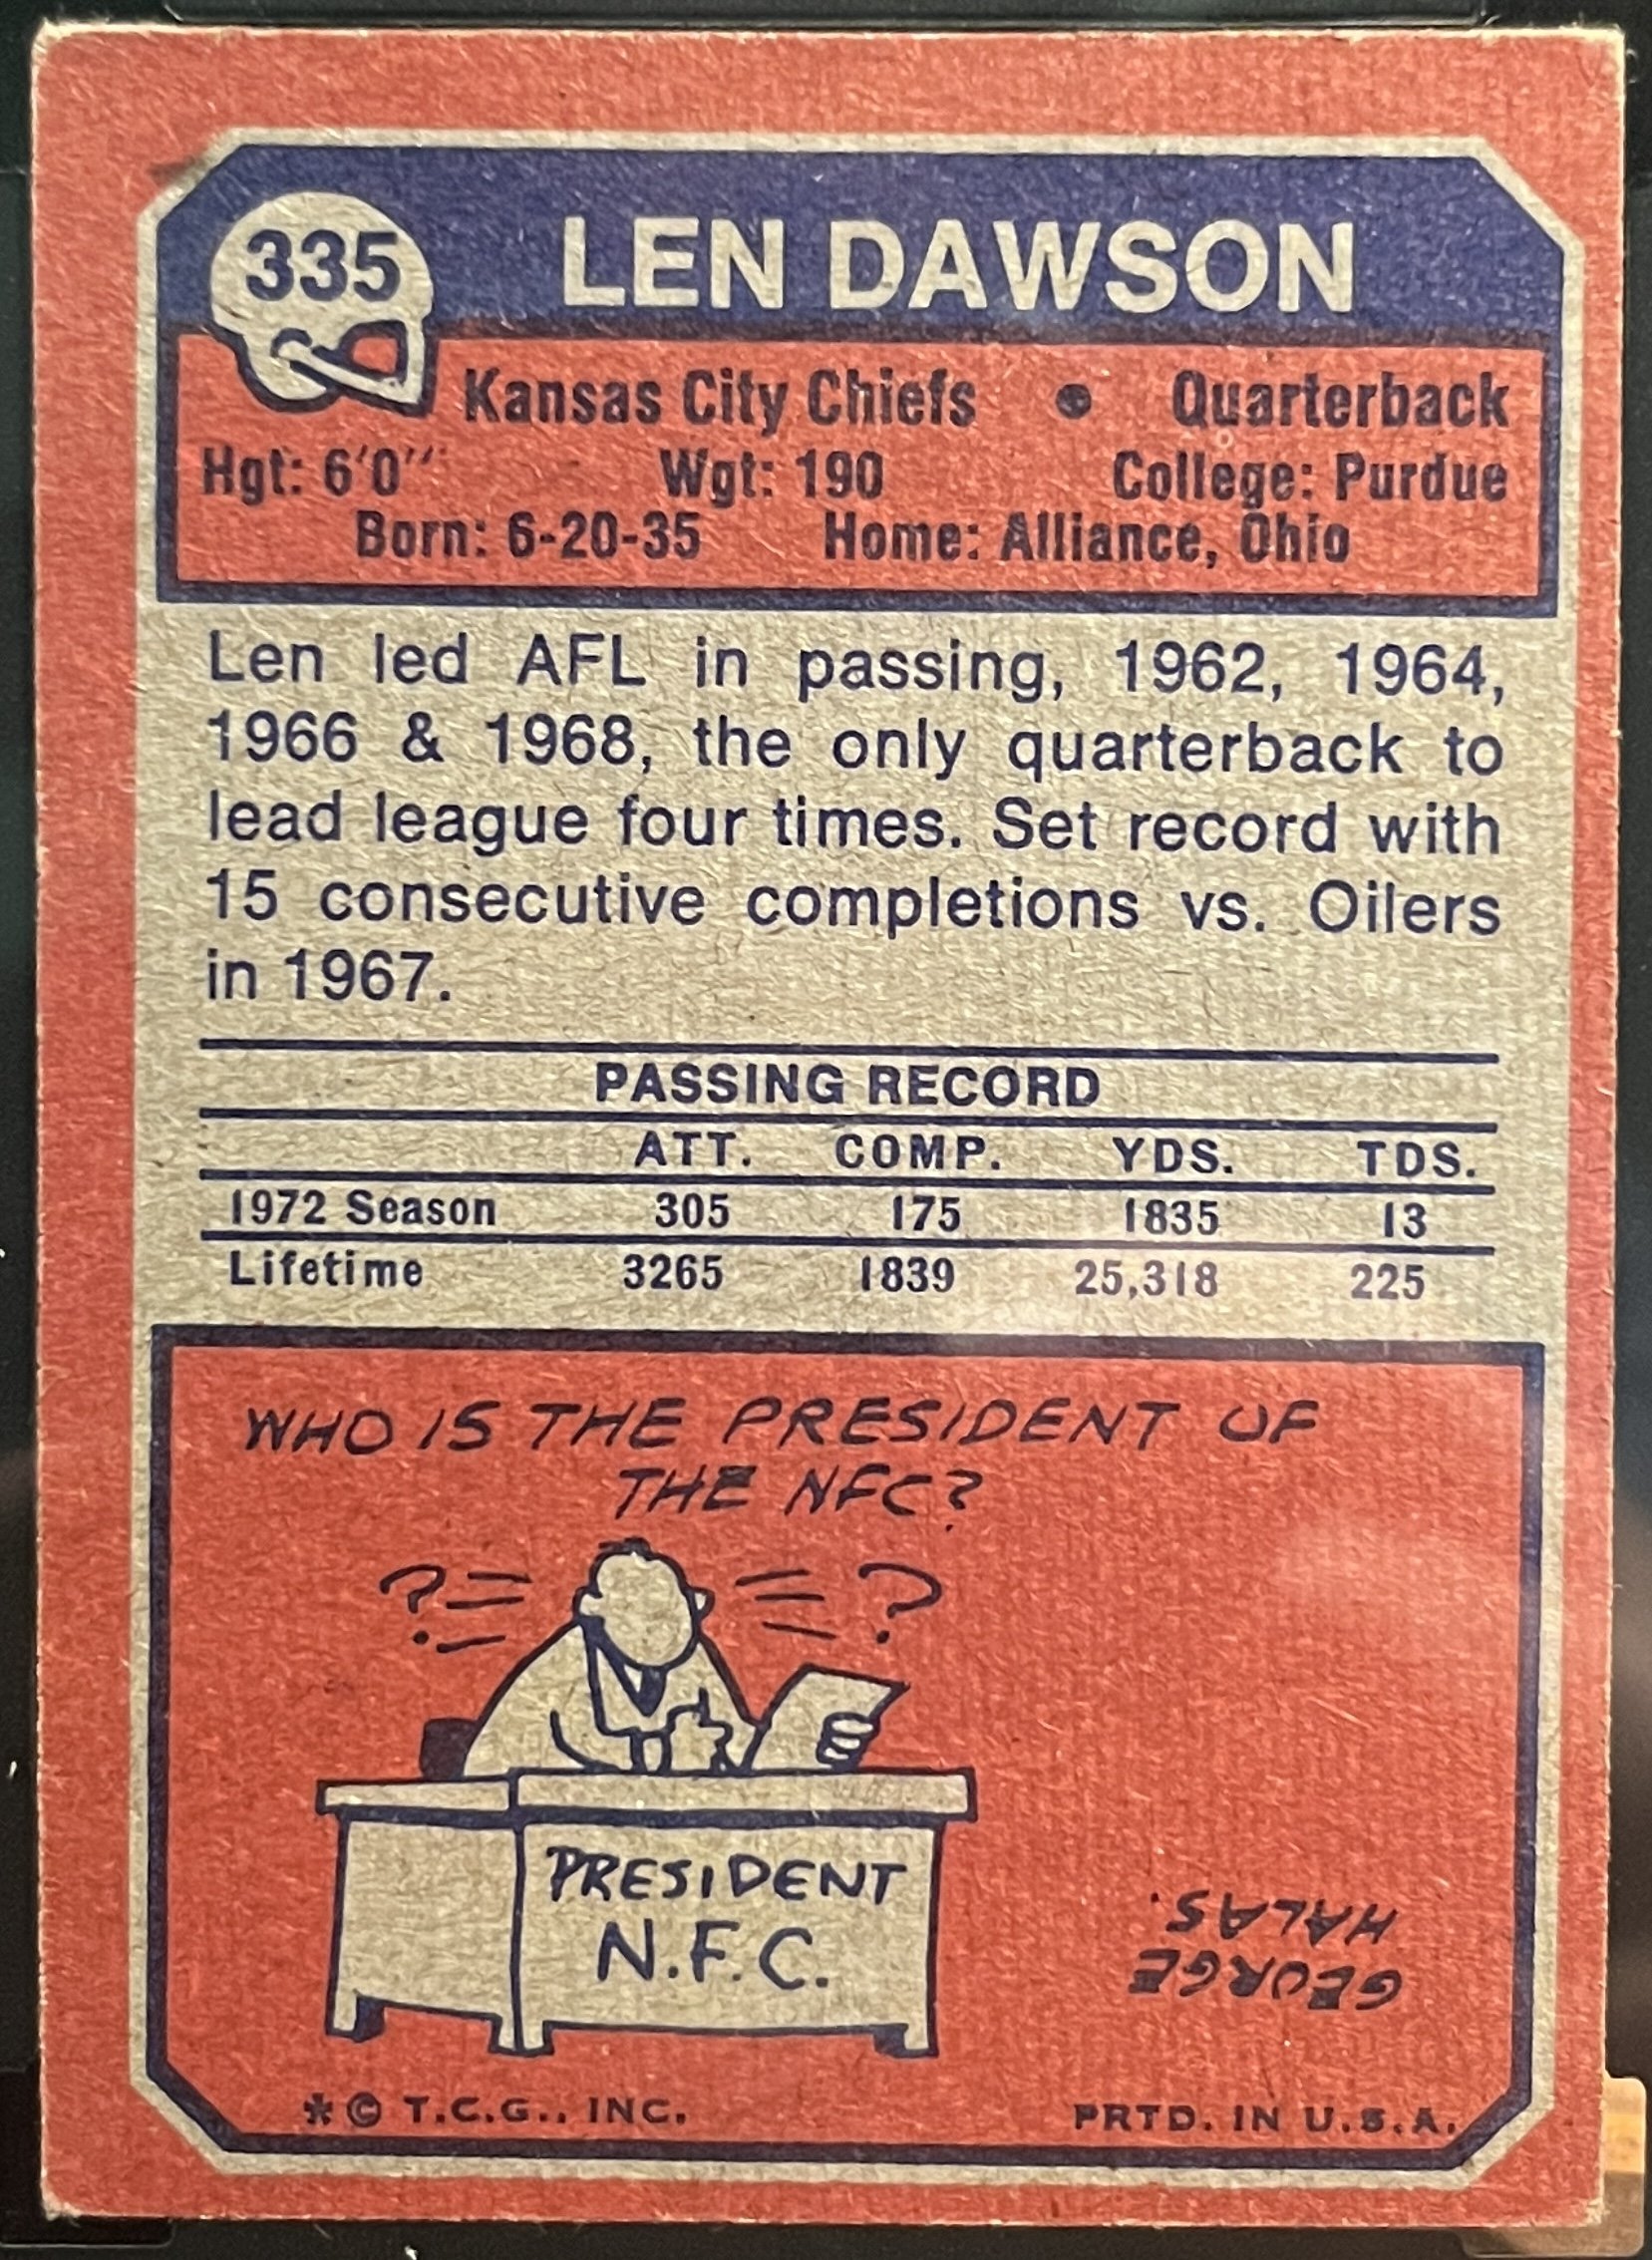 335
LEN DAWSON
Kansas City Chiefs • Quarterback
Hgt: 6'0" Wgt: 190 College: Purdue
Born: 6-20-35 Home: Alliance, Ohio
Len led AFL in passing, 1962, 1964,
1966 & 1968, the only quarterback to
lead league four times. Set record with
15 consecutive completions vs. Oilers
in 1967.
PASSING RECORD
ATT. COMP. YDS. TDS.
1972 Season 305 175 1835 13
Lifetime 3265 1839 25,318 225
WHO IS THE PRESIDENT OF
THE NFC?
? ?
PRESIDENT
N.F.C.
GEORGE
HALAS.
*© T.C.G., INC. PRTD. IN U.S.A.